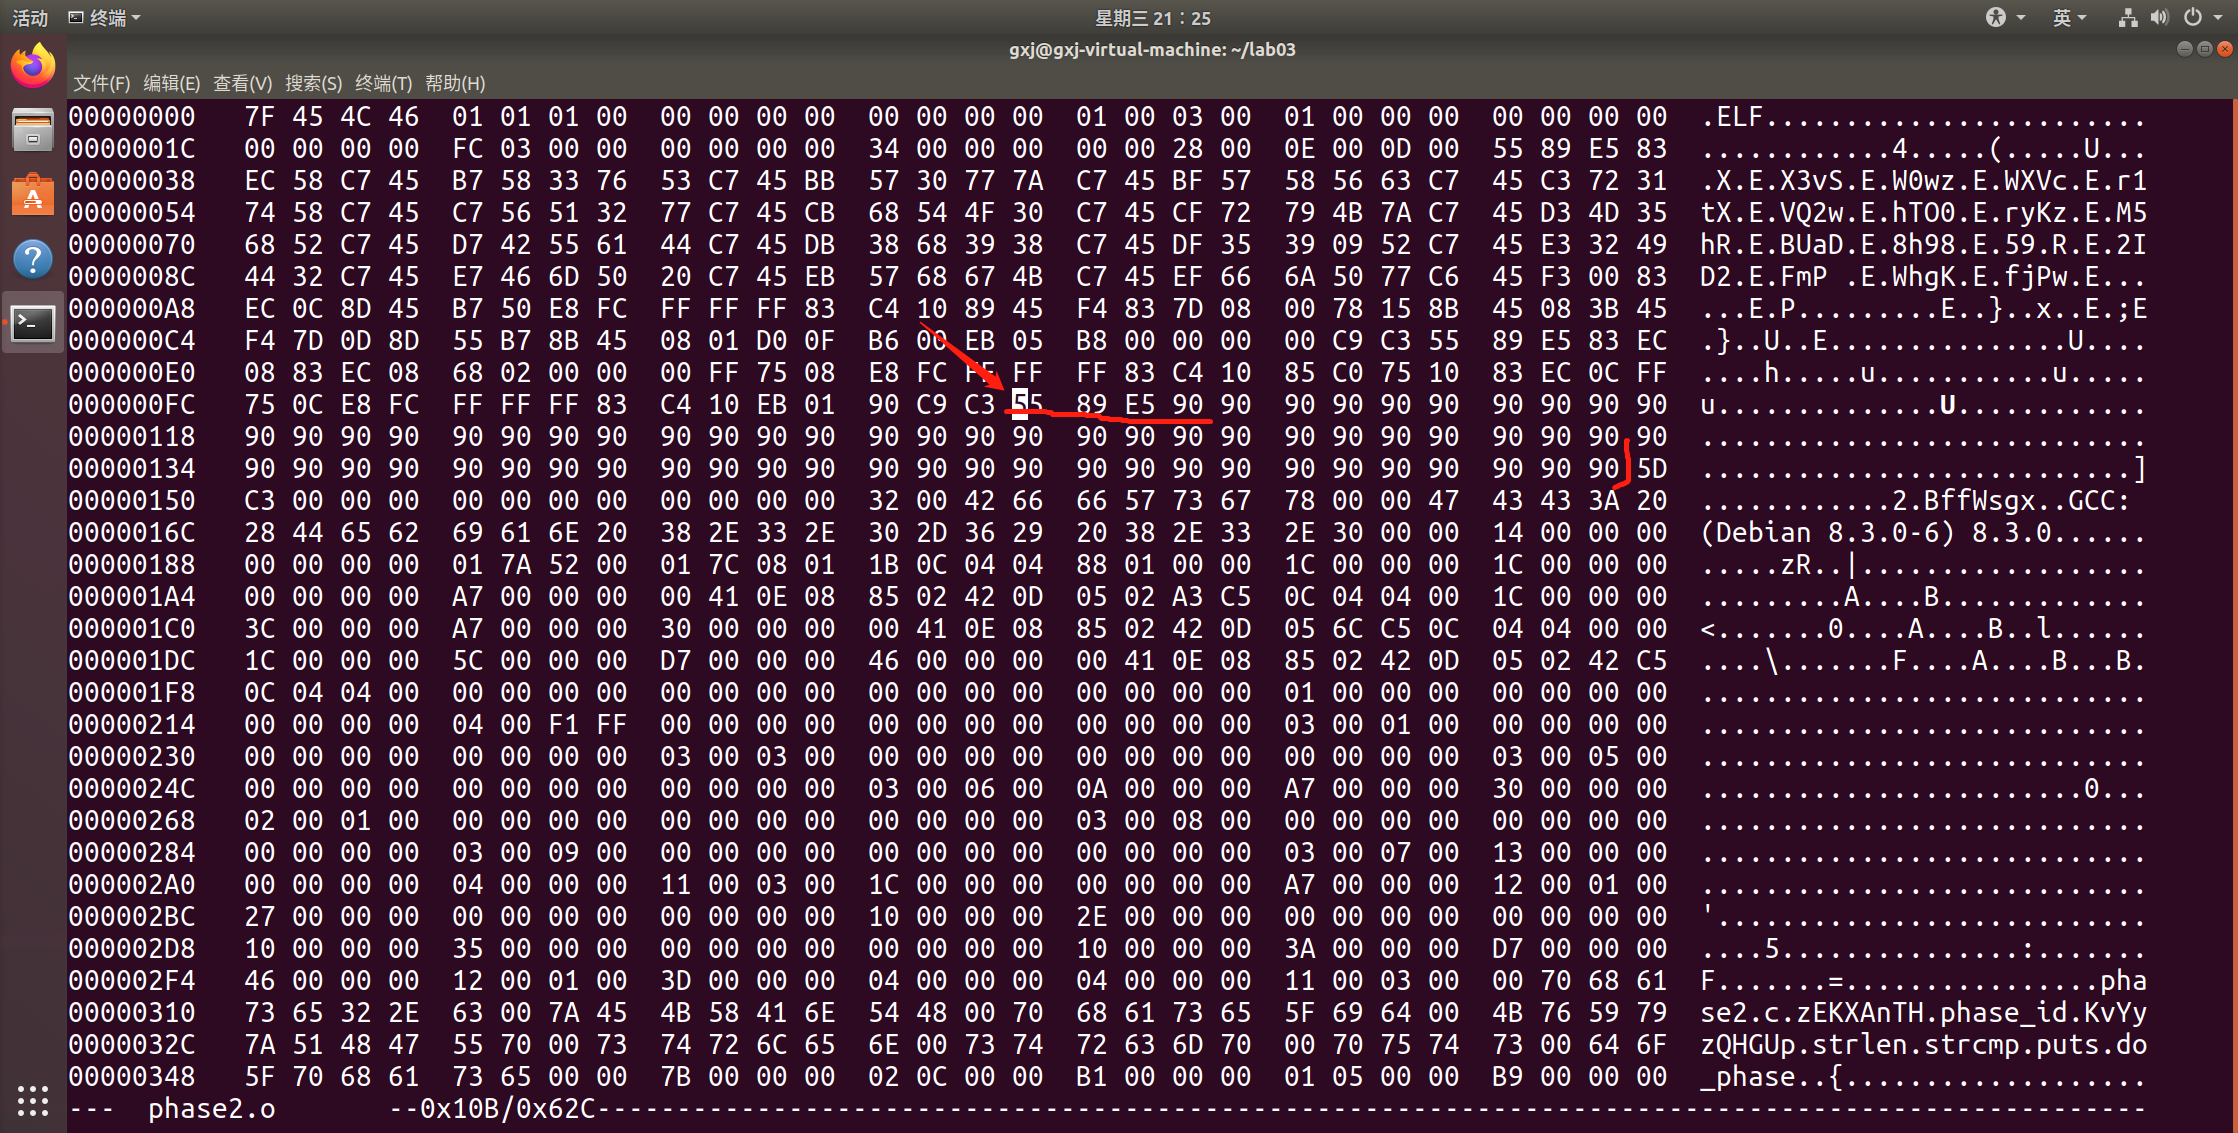 活动 终端 星期三 21：25 英
gxj@gxj-virtual-machine: ~/lab03
文件(F) 编辑(E) 查看(V) 搜索(S) 终端(T) 帮助(H)
00000000 7F 45 4C 46 01 01 01 00 00 00 00 00 00 00 00 00 01 00 03 00 01 00 00 00 00 00 00 00 .ELF........................
0000001C 00 00 00 00 FC 03 00 00 00 00 00 00 34 00 00 00 00 00 28 00 0E 00 0D 00 55 89 E5 83 ............4.....(.....U...
00000038 EC 58 C7 45 B7 58 33 76 53 C7 45 BB 57 30 77 7A C7 45 BF 57 58 56 63 C7 45 C3 72 31 .X.E.X3vS.E.W0wz.E.WXVc.E.r1
00000054 74 58 C7 45 C7 56 51 32 77 C7 45 CB 68 54 4F 30 C7 45 CF 72 79 4B 7A C7 45 D3 4D 35 tX.E.VQ2w.E.hTO0.E.ryKz.E.M5
00000070 68 52 C7 45 D7 42 55 61 44 C7 45 DB 38 68 39 38 C7 45 DF 35 39 09 52 C7 45 E3 32 49 hR.E.BUaD.E.8h98.E.59.R.E.2I
0000008C 44 32 C7 45 E7 46 6D 50 20 C7 45 EB 57 68 67 4B C7 45 EF 66 6A 50 77 C6 45 F3 00 83 D2.E.FmP .E.WhgK.E.fjPw.E...
000000A8 EC 0C 8D 45 B7 50 E8 FC FF FF FF 83 C4 10 89 45 F4 83 7D 08 00 78 15 8B 45 08 3B 45 ...E.P.........E..}..x..E.;E
000000C4 F4 7D 0D 8D 55 B7 8B 45 08 01 D0 0F B6 00 EB 05 B8 00 00 00 00 C9 C3 55 89 E5 83 EC .}..U..E...............U....
000000E0 08 83 EC 08 68 02 00 00 00 FF 75 08 E8 FC FF FF FF 83 C4 10 85 C0 75 10 83 EC 0C FF ....h.....u...........u.....
000000FC 75 0C E8 FC FF FF FF 83 C4 10 EB 01 90 C9 C3 55 89 E5 90 90 90 90 90 90 90 90 90 90 u..............U............
00000118 90 90 90 90 90 90 90 90 90 90 90 90 90 90 90 90 90 90 90 90 90 90 90 90 90 90 90 90 ............................
00000134 90 90 90 90 90 90 90 90 90 90 90 90 90 90 90 90 90 90 90 90 90 90 90 90 90 90 90 5D ...........................]
00000150 C3 00 00 00 00 00 00 00 00 00 00 00 32 00 42 66 66 57 73 67 78 00 00 47 43 43 3A 20 ............2.BffWsgx..GCC:
0000016C 28 44 65 62 69 61 6E 20 38 2E 33 2E 30 2D 36 29 20 38 2E 33 2E 30 00 00 14 00 00 00 (Debian 8.3.0-6) 8.3.0......
00000188 00 00 00 00 01 7A 52 00 01 7C 08 01 1B 0C 04 04 88 01 00 00 1C 00 00 00 1C 00 00 00 .....zR..|..................
000001A4 00 00 00 00 A7 00 00 00 00 41 0E 08 85 02 42 0D 05 02 A3 C5 0C 04 04 00 1C 00 00 00 .........A....B.............
000001C0 3C 00 00 00 A7 00 00 00 30 00 00 00 00 41 0E 08 85 02 42 0D 05 6C C5 0C 04 04 00 00 <.......0....A....B..l......
000001DC 1C 00 00 00 5C 00 00 00 D7 00 00 00 46 00 00 00 00 41 0E 08 85 02 42 0D 05 02 42 C5 ....\.......F....A....B...B.
000001F8 0C 04 04 00 00 00 00 00 00 00 00 00 00 00 00 00 00 00 00 00 01 00 00 00 00 00 00 00 ............................
00000214 00 00 00 00 04 00 F1 FF 00 00 00 00 00 00 00 00 00 00 00 00 03 00 01 00 00 00 00 00 ............................
00000230 00 00 00 00 00 00 00 00 03 00 03 00 00 00 00 00 00 00 00 00 00 00 00 00 03 00 05 00 ............................
0000024C 00 00 00 00 00 00 00 00 00 00 00 00 03 00 06 00 0A 00 00 00 A7 00 00 00 30 00 00 00 ........................0...
00000268 02 00 01 00 00 00 00 00 00 00 00 00 00 00 00 00 03 00 08 00 00 00 00 00 00 00 00 00 ............................
00000284 00 00 00 00 03 00 09 00 00 00 00 00 00 00 00 00 00 00 00 00 03 00 07 00 13 00 00 00 ............................
000002A0 00 00 00 00 04 00 00 00 11 00 03 00 1C 00 00 00 00 00 00 00 A7 00 00 00 12 00 01 00 ............................
000002BC 27 00 00 00 00 00 00 00 00 00 00 00 10 00 00 00 2E 00 00 00 00 00 00 00 00 00 00 00 '...........................
000002D8 10 00 00 00 35 00 00 00 00 00 00 00 00 00 00 00 10 00 00 00 3A 00 00 00 D7 00 00 00 ....5...............:.......
000002F4 46 00 00 00 12 00 01 00 3D 00 00 00 04 00 00 00 04 00 00 00 11 00 03 00 00 70 68 61 F.......=................pha
00000310 73 65 32 2E 63 00 7A 45 4B 58 41 6E 54 48 00 70 68 61 73 65 5F 69 64 00 4B 76 59 79 se2.c.zEKXAnTH.phase_id.KvYy
0000032C 7A 51 48 47 55 70 00 73 74 72 6C 65 6E 00 73 74 72 63 6D 70 00 70 75 74 73 00 64 6F zQHGUp.strlen.strcmp.puts.do
00000348 5F 70 68 61 73 65 00 00 7B 00 00 00 02 0C 00 00 B1 00 00 00 01 05 00 00 B9 00 00 00 _phase..{...................
--- phase2.o --0x10B/0x62C--------------------------------------------------------------------------------------------------